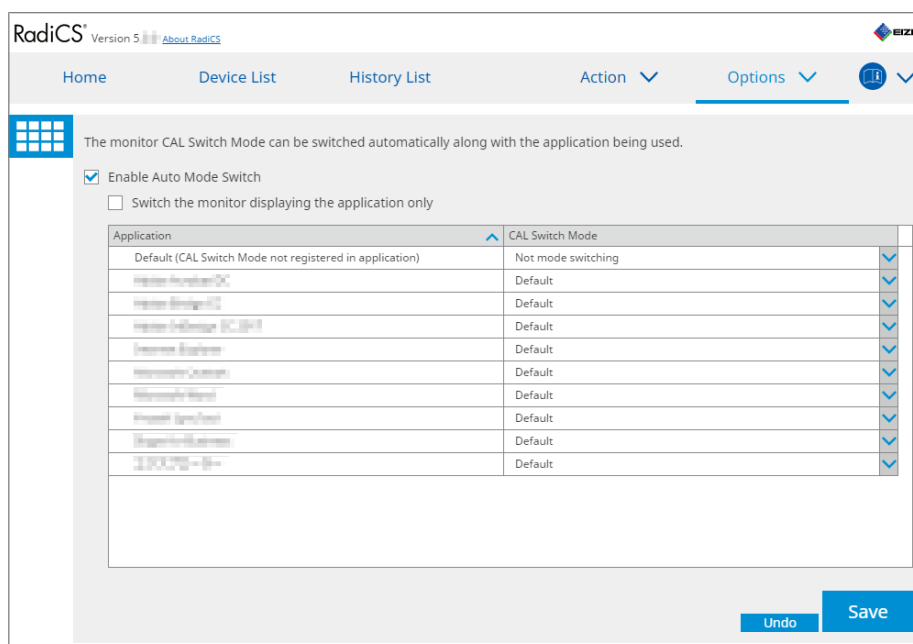 RadiCS® Version 5. About RadiCS
EIZ
Home Device List History List Action Options
The monitor CAL Switch Mode can be switched automatically along with the application being used.
Enable Auto Mode Switch
Switch the monitor displaying the application only
Application CAL Switch Mode
Default (CAL Switch Mode not registered in application) Not mode switching
Default
Default
Default
Default
Default
Default
Default
Default
Default
Save
Undo